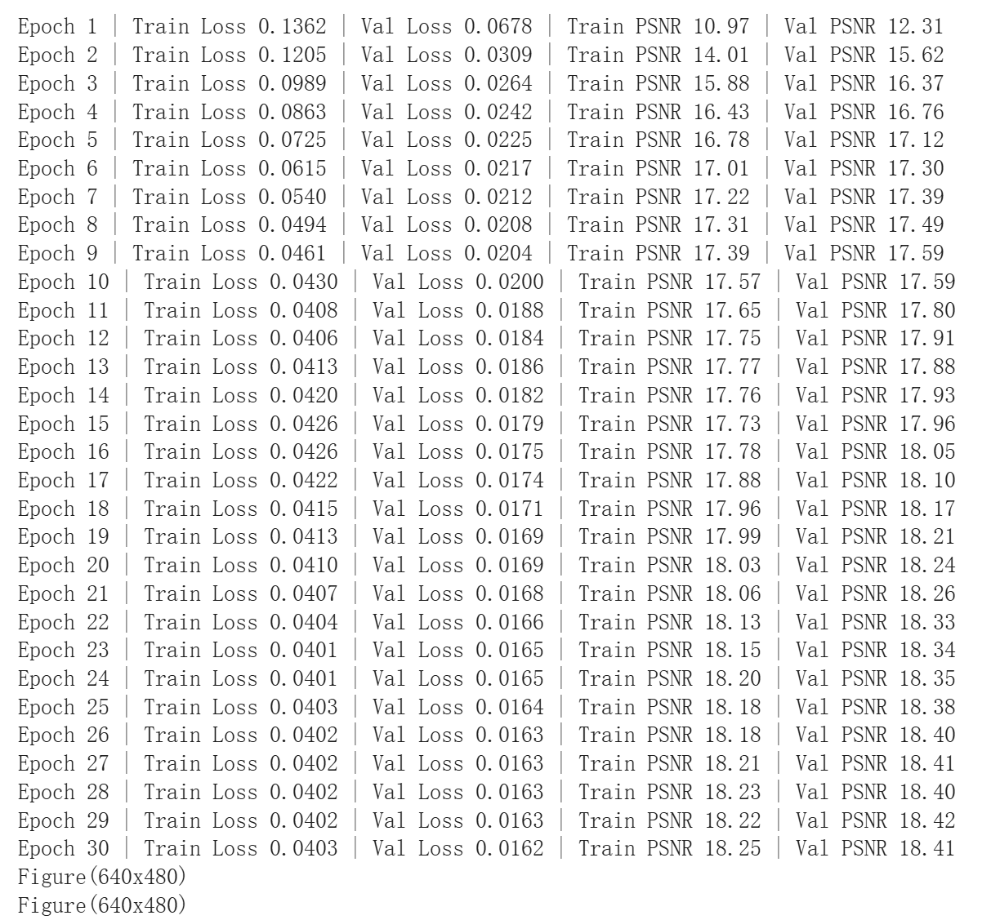 Epoch 1 | Train Loss 0.1362 | Val Loss 0.0678 | Train PSNR 10.97 | Val PSNR 12.31
Epoch 2 | Train Loss 0.1205 | Val Loss 0.0309 | Train PSNR 14.01 | Val PSNR 15.62
Epoch 3 | Train Loss 0.0989 | Val Loss 0.0264 | Train PSNR 15.88 | Val PSNR 16.37
Epoch 4 | Train Loss 0.0863 | Val Loss 0.0242 | Train PSNR 16.43 | Val PSNR 16.76
Epoch 5 | Train Loss 0.0725 | Val Loss 0.0225 | Train PSNR 16.78 | Val PSNR 17.12
Epoch 6 | Train Loss 0.0615 | Val Loss 0.0217 | Train PSNR 17.01 | Val PSNR 17.30
Epoch 7 | Train Loss 0.0540 | Val Loss 0.0212 | Train PSNR 17.22 | Val PSNR 17.39
Epoch 8 | Train Loss 0.0494 | Val Loss 0.0208 | Train PSNR 17.31 | Val PSNR 17.49
Epoch 9 | Train Loss 0.0461 | Val Loss 0.0204 | Train PSNR 17.39 | Val PSNR 17.59
Epoch 10 | Train Loss 0.0430 | Val Loss 0.0200 | Train PSNR 17.57 | Val PSNR 17.59
Epoch 11 | Train Loss 0.0408 | Val Loss 0.0188 | Train PSNR 17.65 | Val PSNR 17.80
Epoch 12 | Train Loss 0.0406 | Val Loss 0.0184 | Train PSNR 17.75 | Val PSNR 17.91
Epoch 13 | Train Loss 0.0413 | Val Loss 0.0186 | Train PSNR 17.77 | Val PSNR 17.88
Epoch 14 | Train Loss 0.0420 | Val Loss 0.0182 | Train PSNR 17.76 | Val PSNR 17.93
Epoch 15 | Train Loss 0.0426 | Val Loss 0.0179 | Train PSNR 17.73 | Val PSNR 17.96
Epoch 16 | Train Loss 0.0426 | Val Loss 0.0175 | Train PSNR 17.78 | Val PSNR 18.05
Epoch 17 | Train Loss 0.0422 | Val Loss 0.0174 | Train PSNR 17.88 | Val PSNR 18.10
Epoch 18 | Train Loss 0.0415 | Val Loss 0.0171 | Train PSNR 17.96 | Val PSNR 18.17
Epoch 19 | Train Loss 0.0413 | Val Loss 0.0169 | Train PSNR 17.99 | Val PSNR 18.21
Epoch 20 | Train Loss 0.0410 | Val Loss 0.0169 | Train PSNR 18.03 | Val PSNR 18.24
Epoch 21 | Train Loss 0.0407 | Val Loss 0.0168 | Train PSNR 18.06 | Val PSNR 18.26
Epoch 22 | Train Loss 0.0404 | Val Loss 0.0166 | Train PSNR 18.13 | Val PSNR 18.33
Epoch 23 | Train Loss 0.0401 | Val Loss 0.0165 | Train PSNR 18.15 | Val PSNR 18.34
Epoch 24 | Train Loss 0.0401 | Val Loss 0.0165 | Train PSNR 18.20 | Val PSNR 18.35
Epoch 25 | Train Loss 0.0403 | Val Loss 0.0164 | Train PSNR 18.18 | Val PSNR 18.38
Epoch 26 | Train Loss 0.0402 | Val Loss 0.0163 | Train PSNR 18.18 | Val PSNR 18.40
Epoch 27 | Train Loss 0.0402 | Val Loss 0.0163 | Train PSNR 18.21 | Val PSNR 18.41
Epoch 28 | Train Loss 0.0402 | Val Loss 0.0163 | Train PSNR 18.23 | Val PSNR 18.40
Epoch 29 | Train Loss 0.0402 | Val Loss 0.0163 | Train PSNR 18.22 | Val PSNR 18.42
Epoch 30 | Train Loss 0.0403 | Val Loss 0.0162 | Train PSNR 18.25 | Val PSNR 18.41
Figure(640x480)
Figure(640x480)